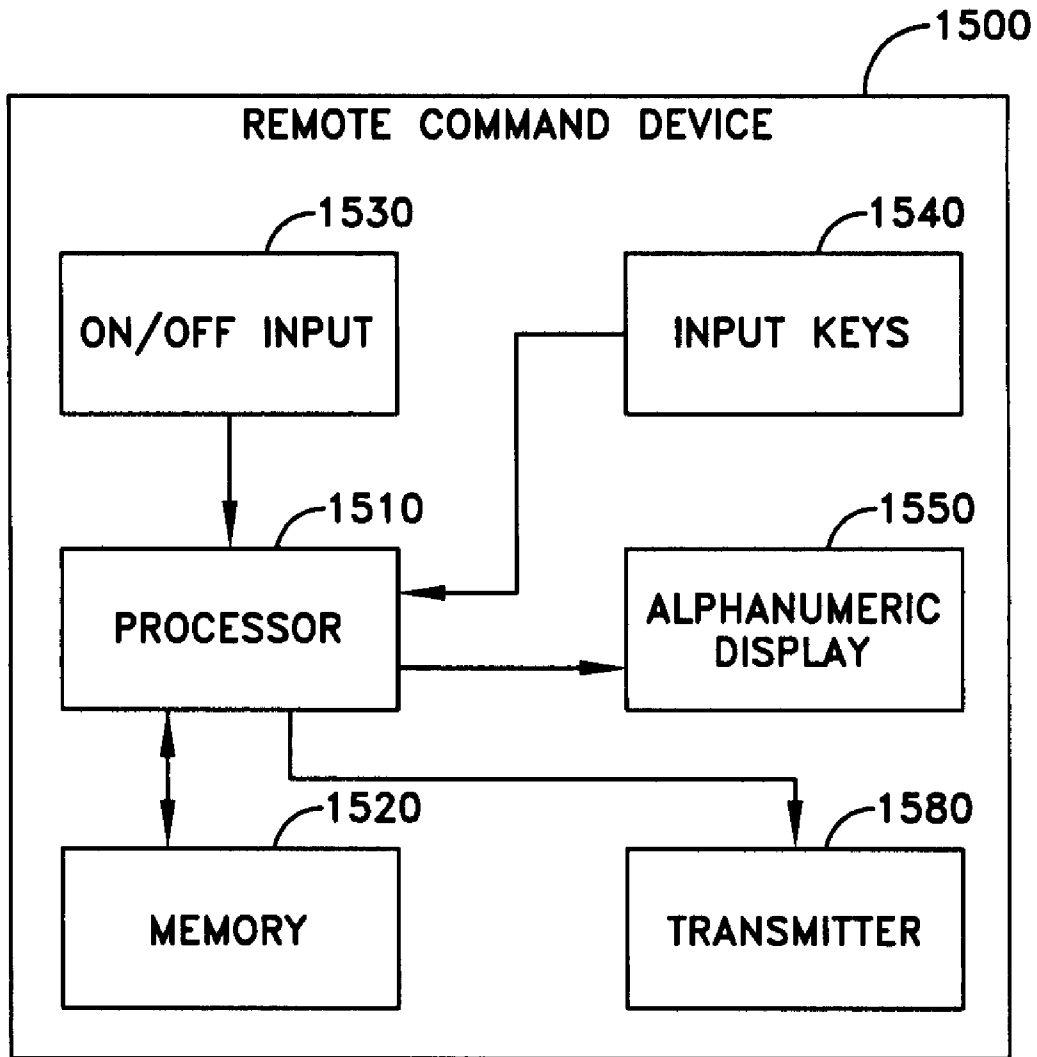 1500
REMOTE COMMAND DEVICE
1530
1540
ON/OFF INPUT
INPUT KEYS
1510
1550
PROCESSOR
ALPHANUMERIC
DISPLAY
1520
1580
MEMORY
TRANSMITTER